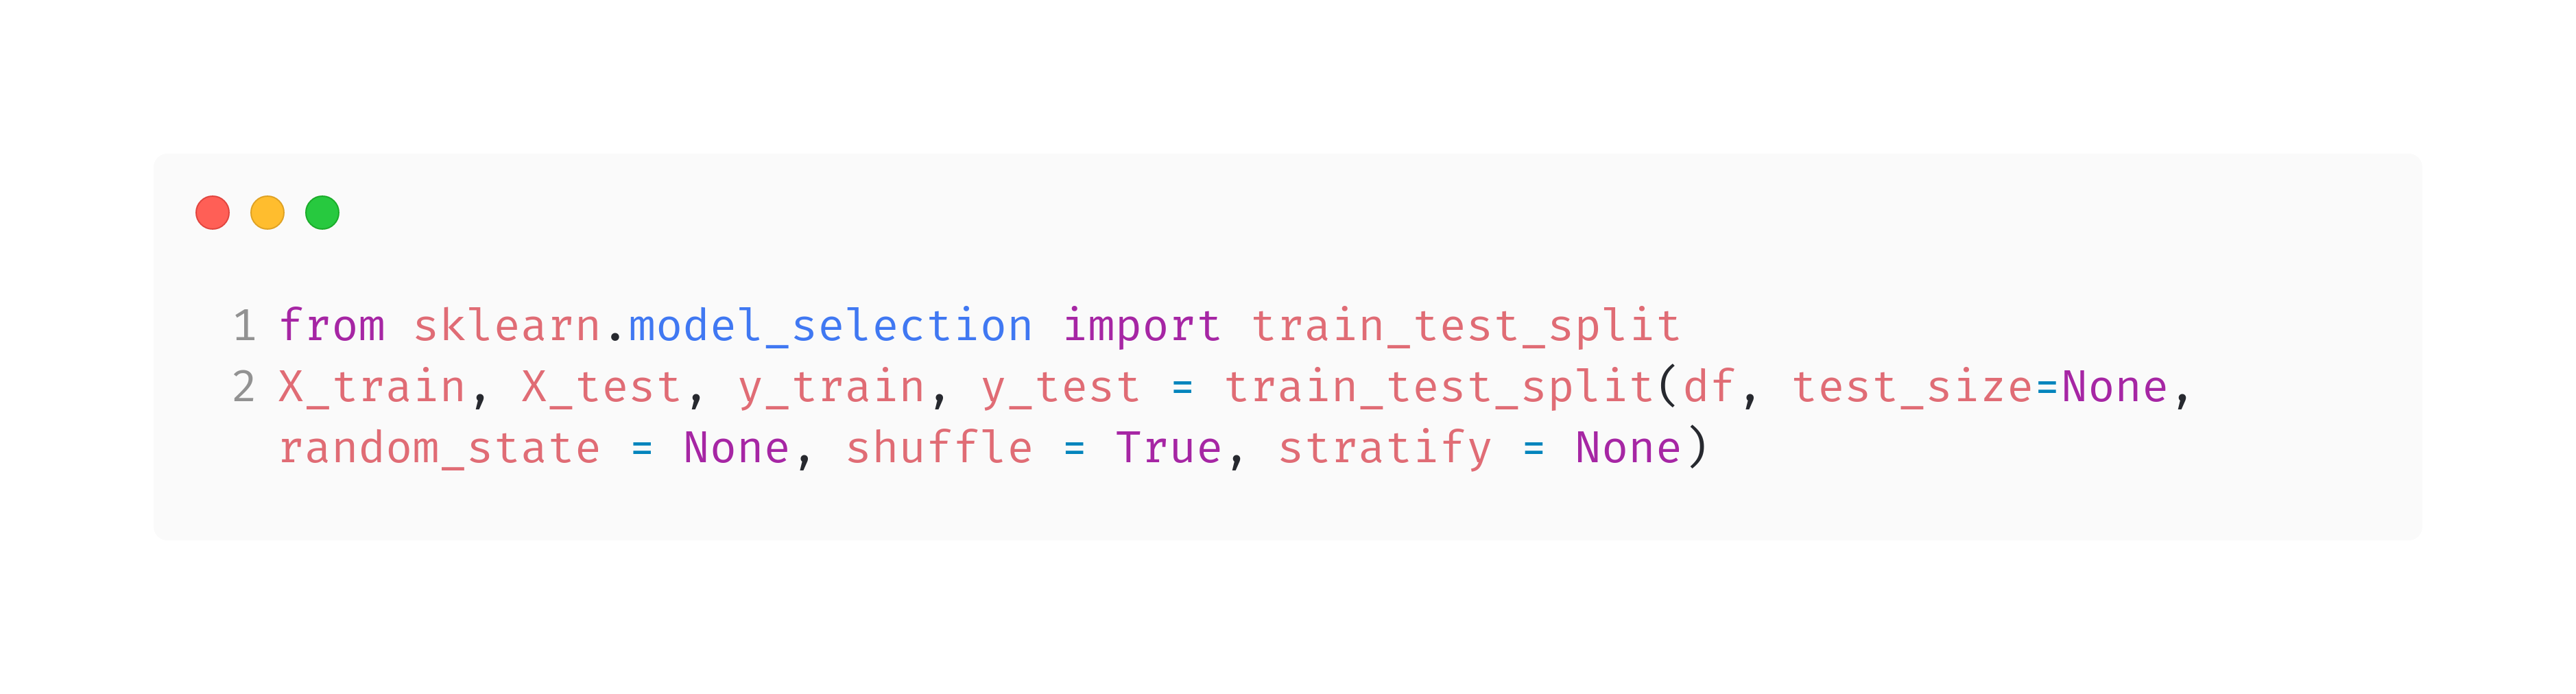 1 from sklearn.model_selection import train_test_split
2 X_train, X_test, y_train, y_test = train_test_split(df, test_size=None,
random_state = None, shuffle = True, stratify = None)